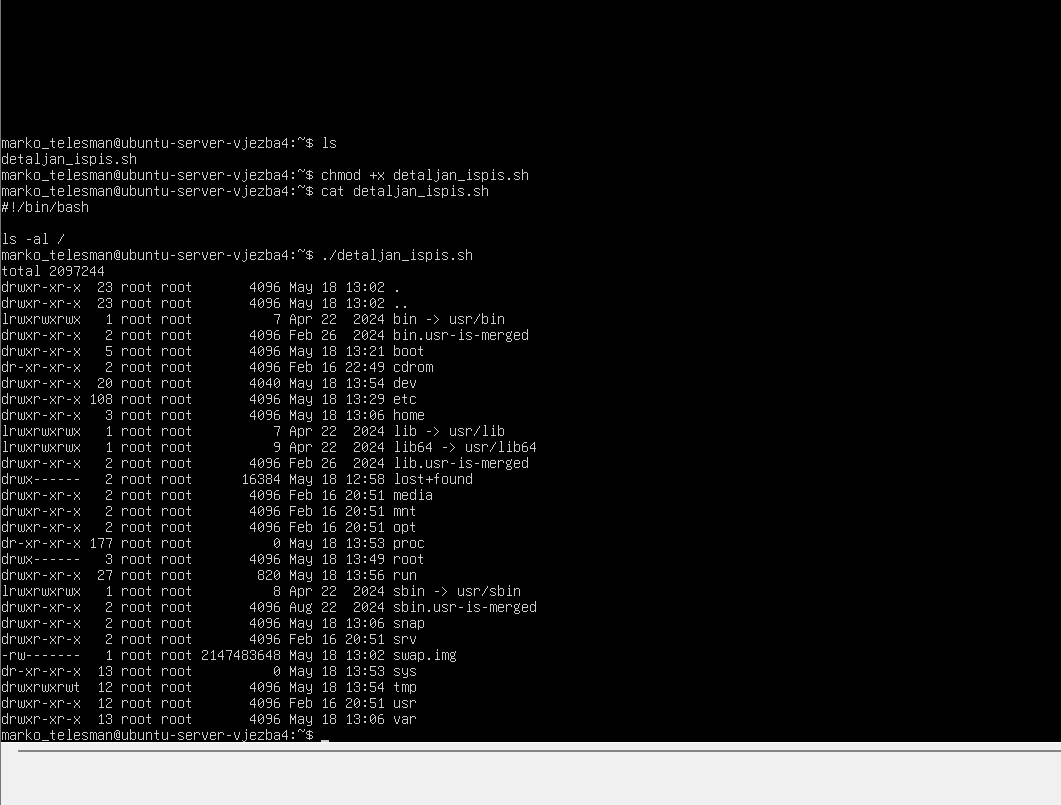 marko_telesman@ubuntu-server-vjezba4:~$ ls
detaljan_ispis.sh
marko_telesman@ubuntu-server-vjezba4:~$ chmod +x detaljan_ispis.sh
marko_telesman@ubuntu-server-vjezba4:~$ cat detaljan_ispis.sh
#!/bin/bash

ls -al /
marko_telesman@ubuntu-server-vjezba4:~$ ./detaljan_ispis.sh
total 2097244
drwxr-xr-x  23 root root       4096 May 18 13:02 .
drwxr-xr-x  23 root root       4096 May 18 13:02 ..
lrwxrwxrwx   1 root root          7 Apr 22  2024 bin -> usr/bin
drwxr-xr-x   2 root root       4096 Feb 26  2024 bin.usr-is-merged
drwxr-xr-x   5 root root       4096 May 18 13:21 boot
dr-xr-xr-x   2 root root       4096 Feb 16 22:49 cdrom
drwxr-xr-x  20 root root       4040 May 18 13:54 dev
drwxr-xr-x 108 root root       4096 May 18 13:29 etc
drwxr-xr-x   3 root root       4096 May 18 13:06 home
lrwxrwxrwx   1 root root          7 Apr 22  2024 lib -> usr/lib
lrwxrwxrwx   1 root root          9 Apr 22  2024 lib64 -> usr/lib64
drwxr-xr-x   2 root root       4096 Feb 26  2024 lib.usr-is-merged
drwx------   2 root root      16384 May 18 12:58 lost+found
drwxr-xr-x   2 root root       4096 Feb 16 20:51 media
drwxr-xr-x   2 root root       4096 Feb 16 20:51 mnt
drwxr-xr-x   2 root root       4096 Feb 16 20:51 opt
dr-xr-xr-x 177 root root          0 May 18 13:53 proc
drwx------   3 root root       4096 May 18 13:49 root
drwxr-xr-x  27 root root        820 May 18 13:56 run
lrwxrwxrwx   1 root root          8 Apr 22  2024 sbin -> usr/sbin
drwxr-xr-x   2 root root       4096 Aug 22  2024 sbin.usr-is-merged
drwxr-xr-x   2 root root       4096 May 18 13:06 snap
drwxr-xr-x   2 root root       4096 Feb 16 20:51 srv
-rw-------   1 root root 2147483648 May 18 13:02 swap.img
dr-xr-xr-x  13 root root          0 May 18 13:53 sys
drwxrwxrwt  12 root root       4096 May 18 13:54 tmp
drwxr-xr-x  12 root root       4096 Feb 16 20:51 usr
drwxr-xr-x  13 root root       4096 May 18 13:06 var
marko_telesman@ubuntu-server-vjezba4:~$ _